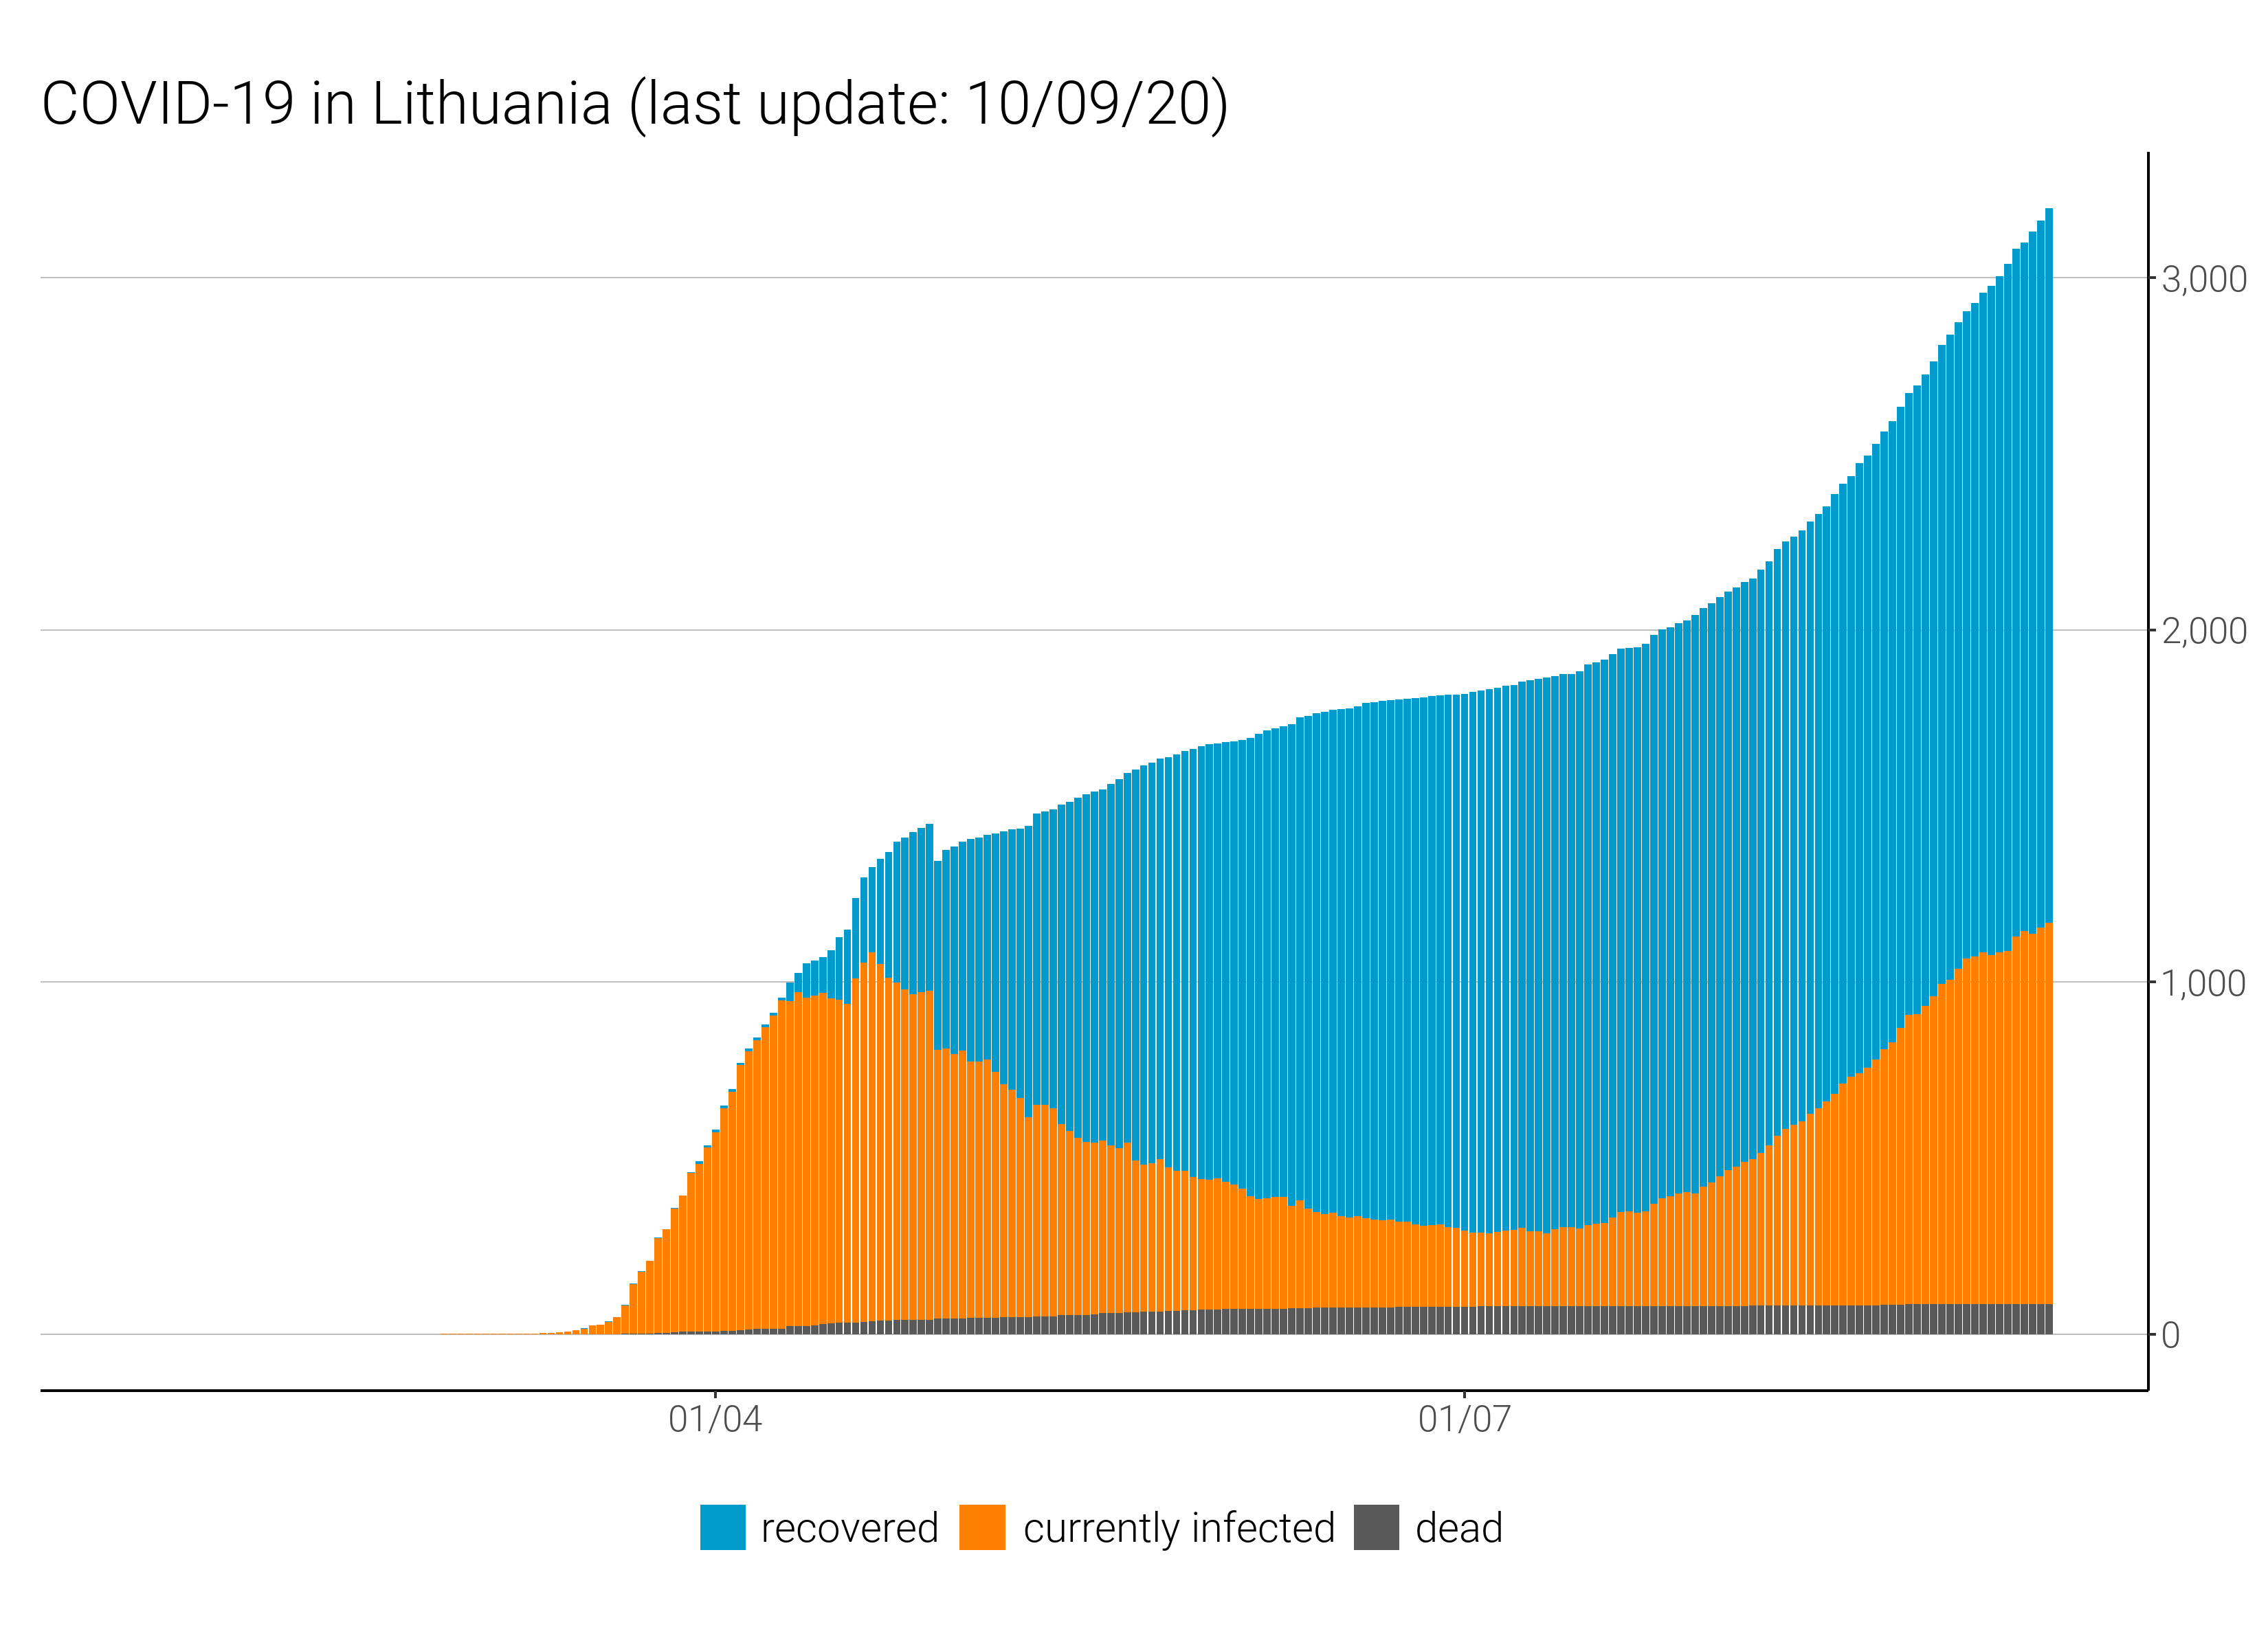 COVID-19 in Lithuania (last update: 10/09/20)
3,000
2,000
1,000
0
01/04 01/07
recovered currently infected dead